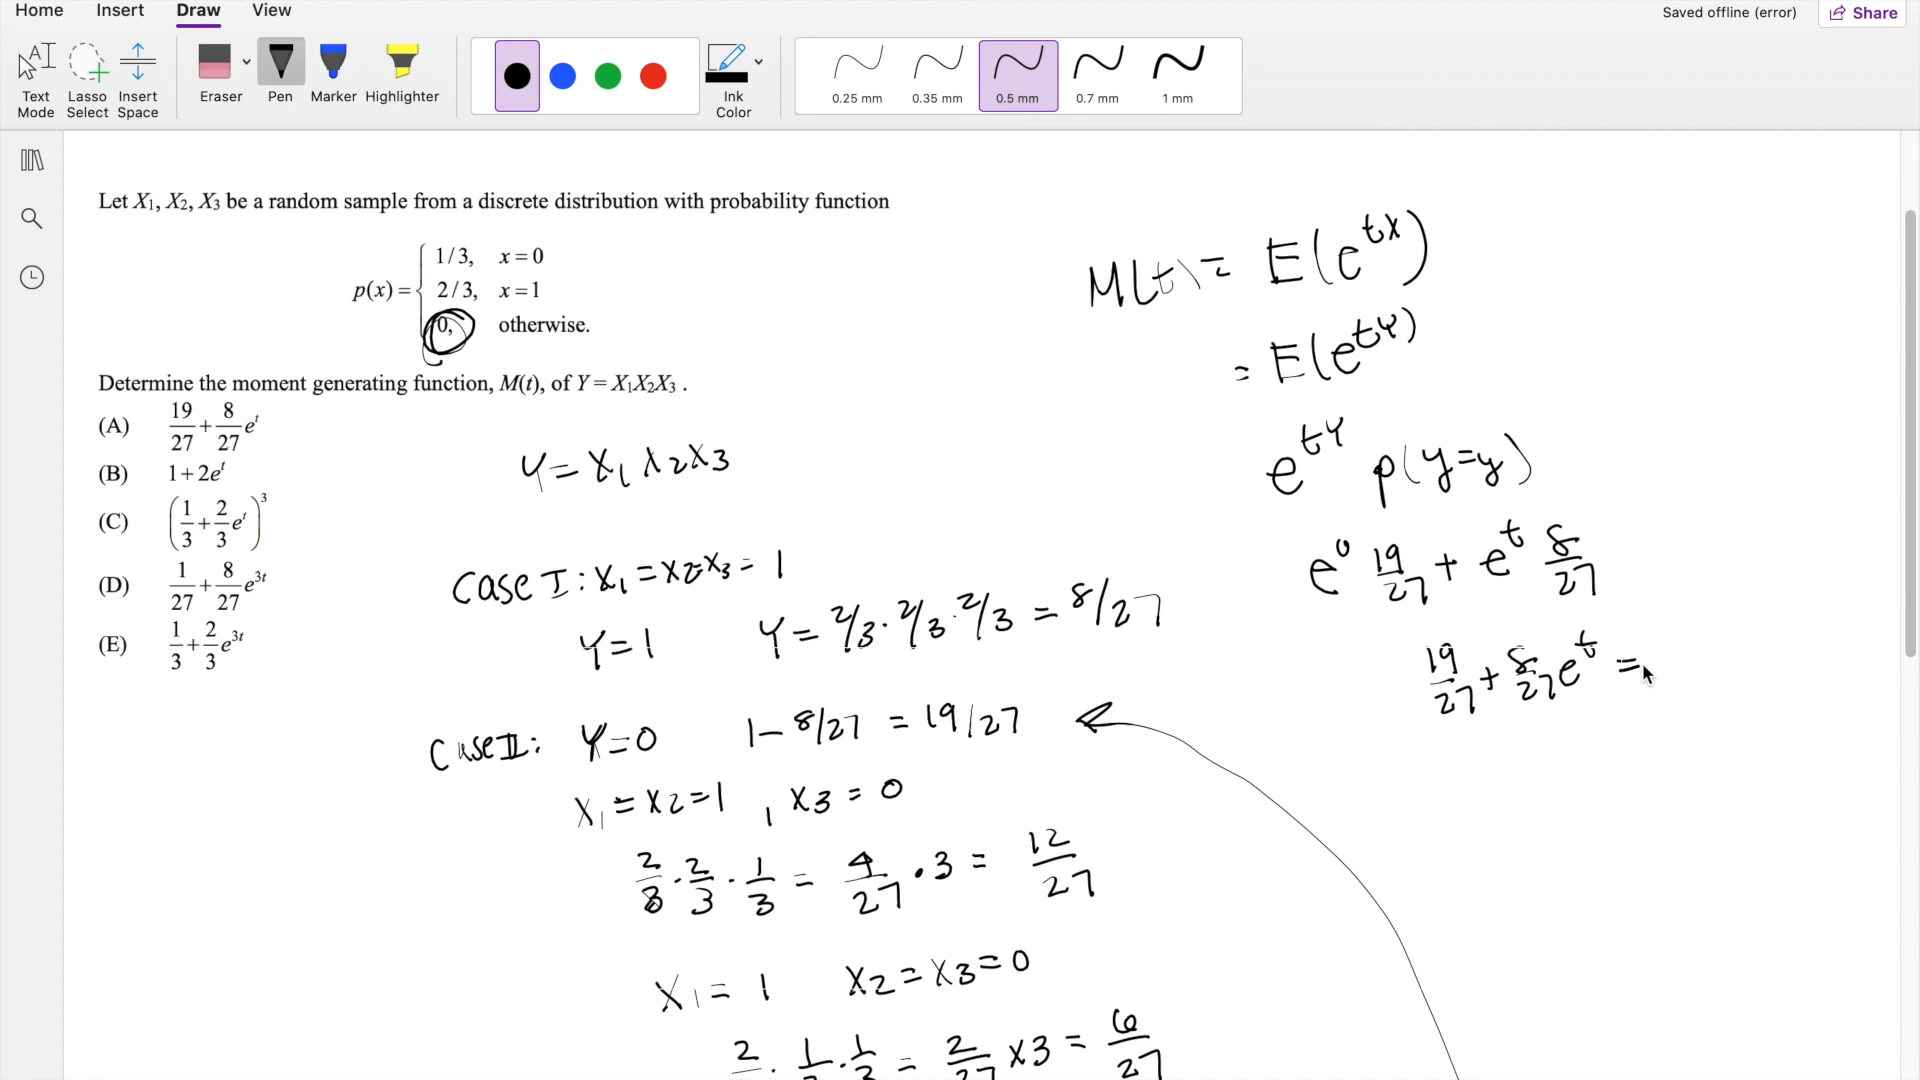 Home Insert Draw View
Saved offline (error) Share
Text Mode
Lasso Select
Insert Space
Eraser
Pen
Marker
Highlighter
Ink Color
0.25 mm
0.35 mm
0.5 mm
0.7 mm
1 mm
Let X1, X2, X3 be a random sample from a discrete distribution with probability function
p(x) = { 1/3, x = 0
2/3, x = 1
0, otherwise.
Determine the moment generating function, M(t), of Y = X1X2X3 .
(A) 19/27 + 8/27 e^t
(B) 1 + 2e^t
(C) (1/3 + 2/3 e^t)^3
(D) 1/27 + 8/27 e^3t
(E) 1/3 + 2/3 e^3t
Y = X1 X2 X3
Case I: X1 = X2 = X3 = 1
Y = 1 Y = 2/3 · 2/3 · 2/3 = 8/27
Case II: Y = 0 1 - 8/27 = 19/27
X1 = X2 = 1 , X3 = 0
2/3 · 2/3 · 1/3 = 4/27 · 3 = 12/27
X1 = 1 X2 = X3 = 0
2/3 · 1/3 · 1/3 = 2/27 x 3 = 6/27
M(t) = E(e^tX)
= E(e^tY)
e^tY p(y=y)
e^0 19/27 + e^t 8/27
19/27 + 8/27 e^t =